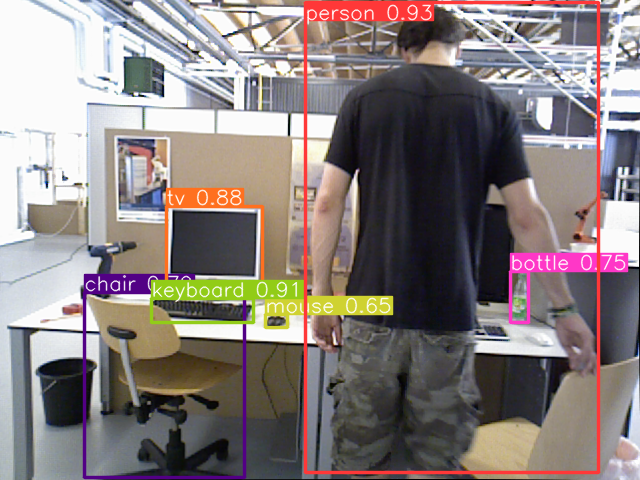 person 0.93
tv 0.88
bottle 0.75
chair
keyboard 0.91
mouse 0.65